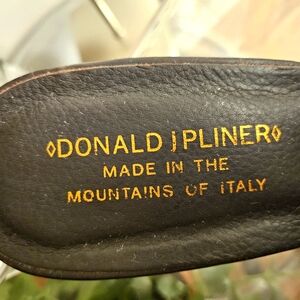 ◊DONALD J PLINER◊
MADE IN THE
MOUNTAINS OF ITALY